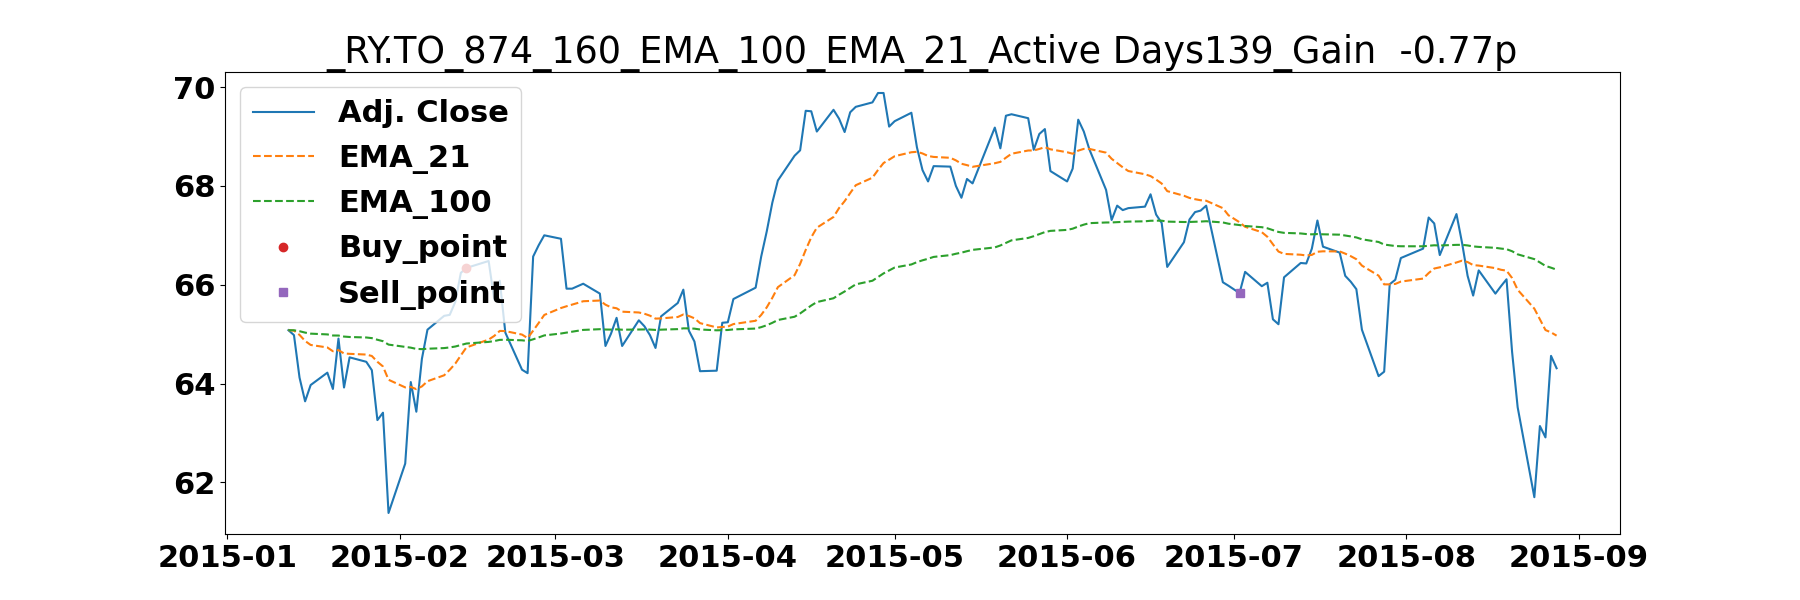 _RY.TO_874_160_EMA_100_EMA_21_Active Days139_Gain  -0.77p
70
68
66
64
62
Adj. Close
EMA_21
EMA_100
Buy_point
Sell_point
2015-01 2015-02 2015-03 2015-04 2015-05 2015-06 2015-07 2015-08 2015-09